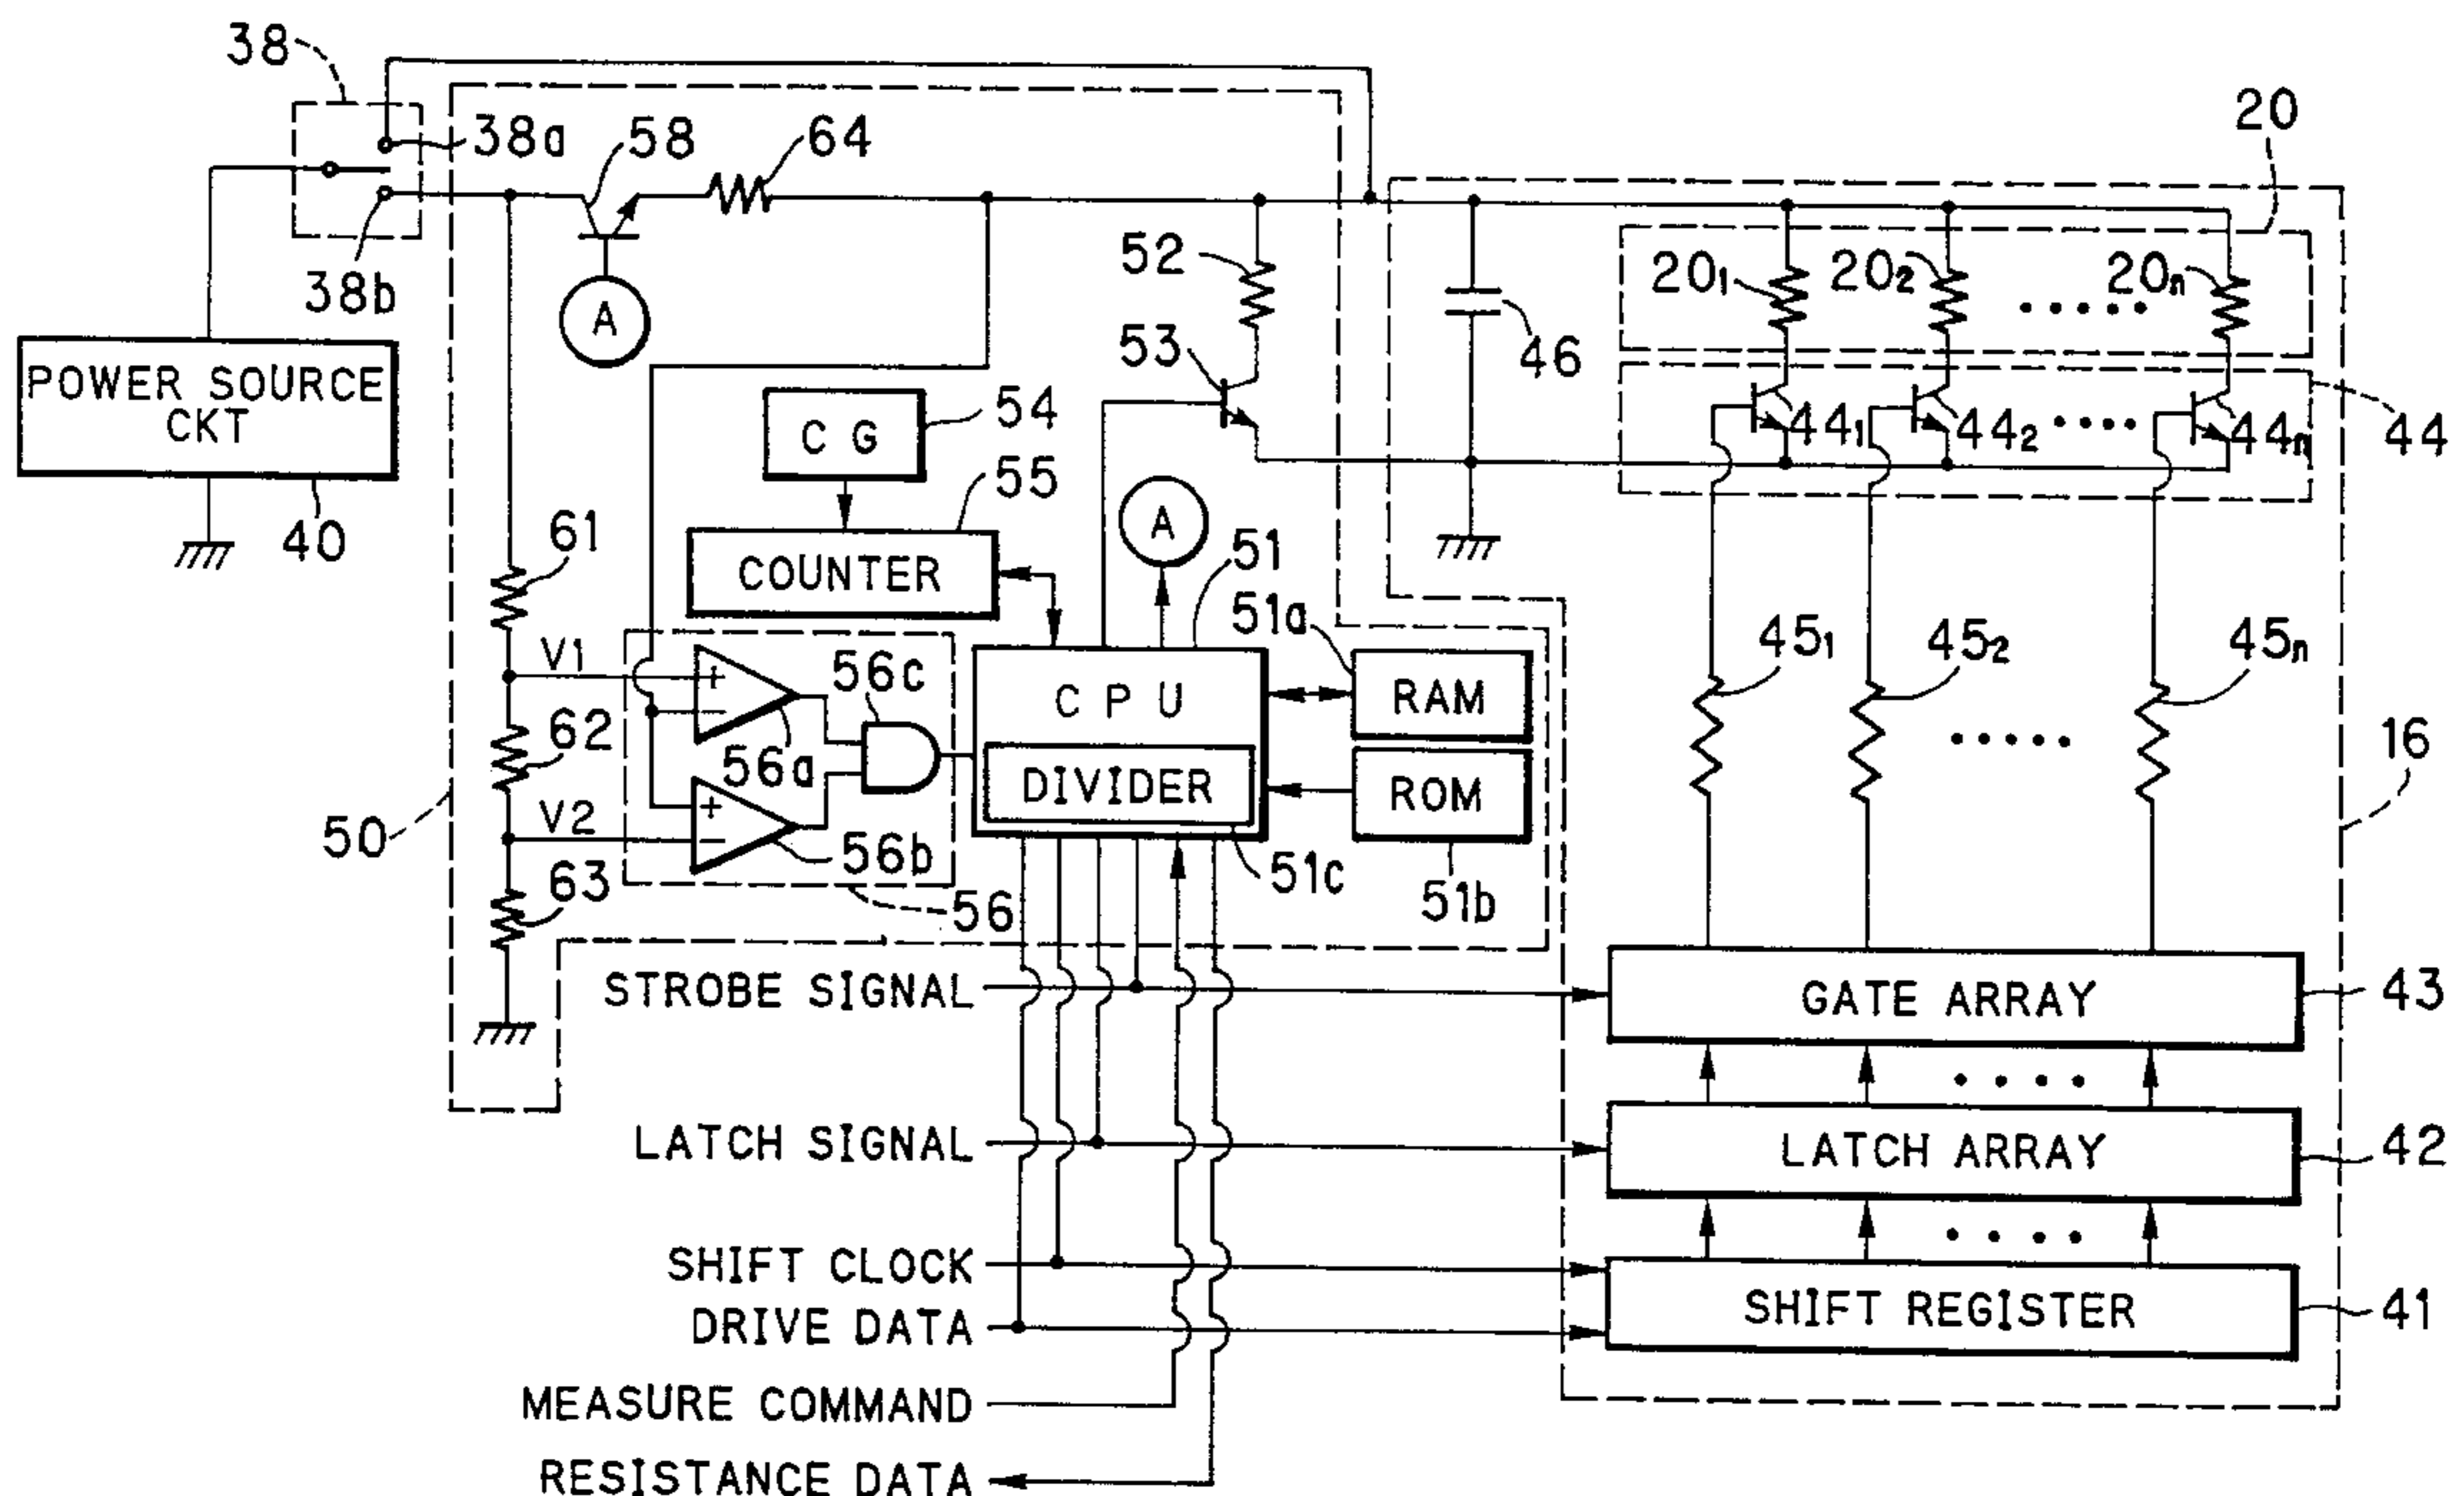 38
38a
58
64
20
38b
A
52
20₁
20₂
20ₙ
53
46
POWER SOURCE
CKT
40
C G
54
44₁
44₂
44ₙ
44
55
COUNTER
A
51
61
51a
V1
56c
C P U
RAM
45₁
45₂
45ₙ
62
56a
DIVIDER
ROM
16
50
V2
56b
51c
51b
63
56
STROBE SIGNAL
GATE ARRAY
43
LATCH SIGNAL
LATCH ARRAY
42
SHIFT CLOCK
DRIVE DATA
SHIFT REGISTER
41
MEASURE COMMAND
RESISTANCE DATA